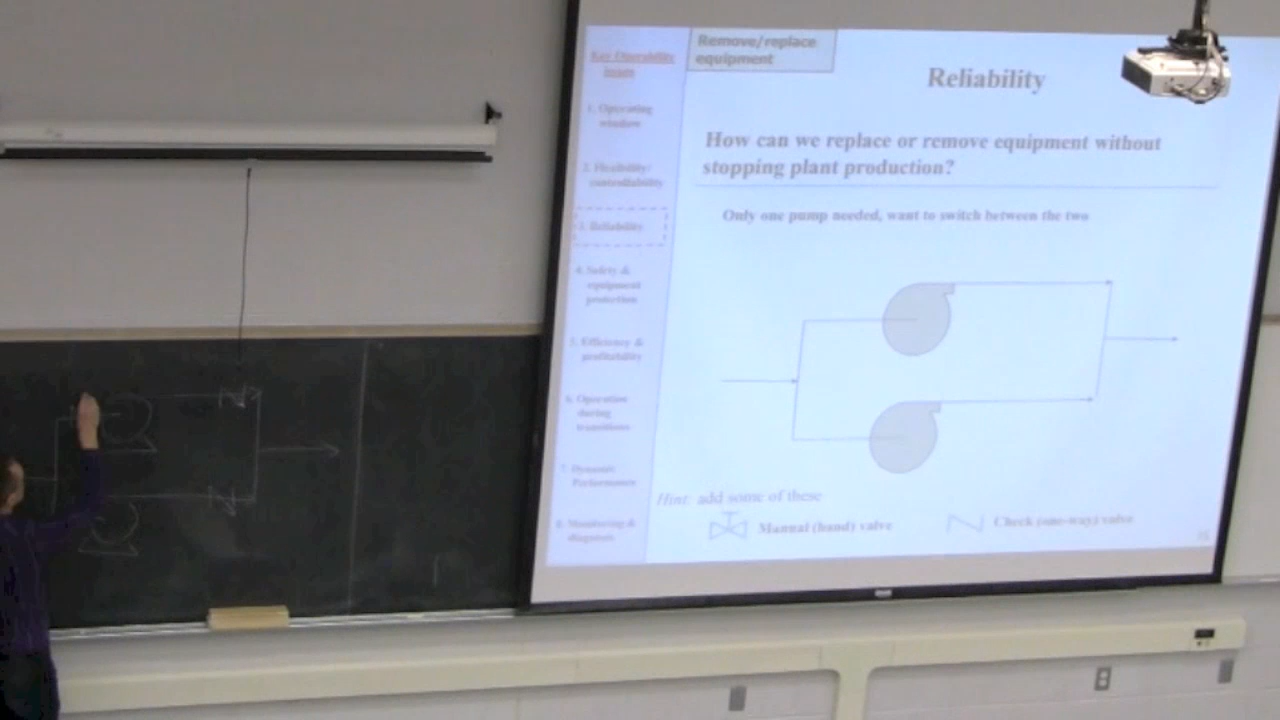 Key Operability
issues
1. Operating
window
2. Flexibility/
controllability
3. Reliability
4. Safety &
equipment
protection
5. Efficiency &
profitability
6. Operation
during
transitions
7. Dynamic
Performance
8. Monitoring &
diagnosis
Remove/replace
equipment
Reliability
How can we replace or remove equipment without
stopping plant production?
Only one pump needed, want to switch between the two
Hint: add some of these
Manual (hand) valve
Check (one-way) valve